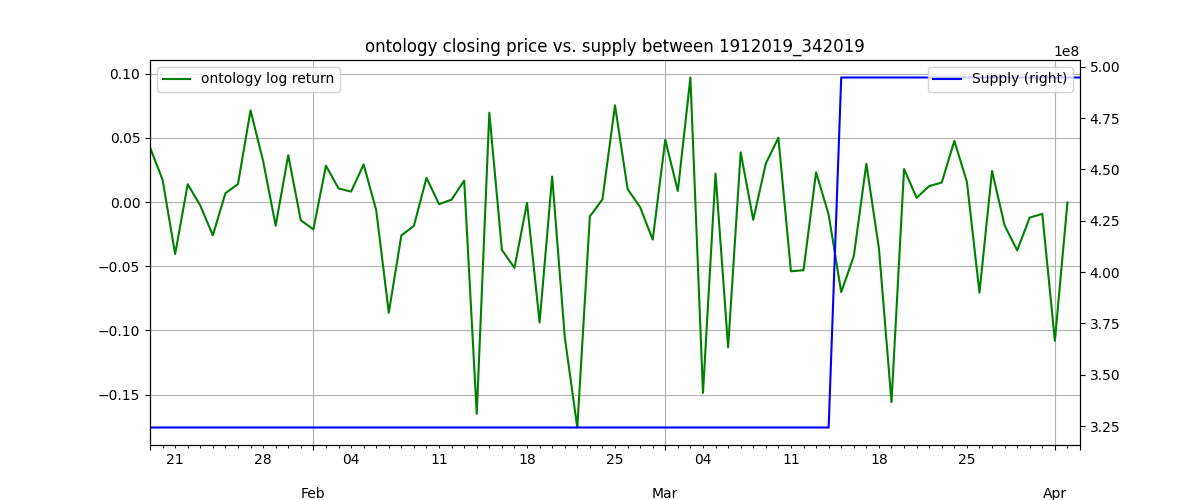 ontology closing price vs. supply between 1912019_342019
1e8
ontology log return
Supply (right)
0.10
0.05
0.00
−0.05
−0.10
−0.15
5.00
4.75
4.50
4.25
4.00
3.75
3.50
3.25
21 28 04 11 18 25 04 11 18 25
Feb Mar Apr